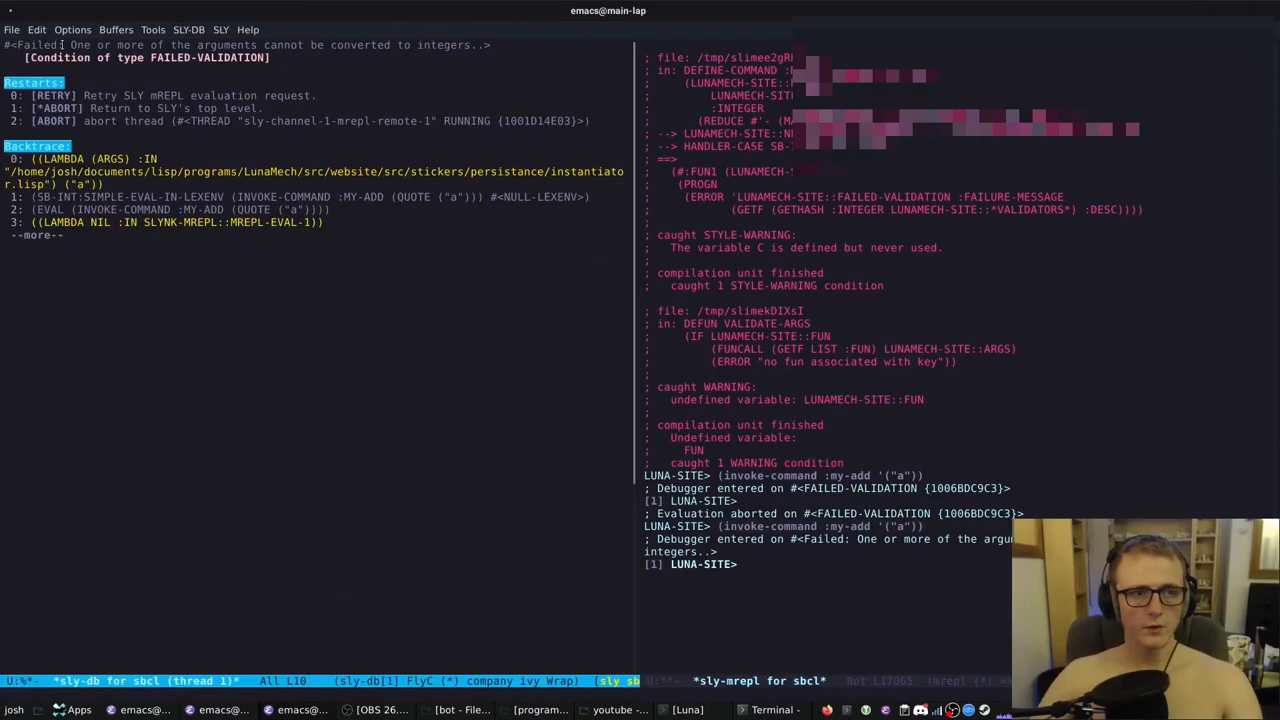 emacs@main-lap
File Edit Options Buffers Tools SLY-DB SLY Help
#<Failed: One or more of the arguments cannot be converted to integers..>
[Condition of type FAILED-VALIDATION]
Restarts:
0: [RETRY] Retry SLY mREPL evaluation request.
1: [*ABORT] Return to SLY's top level.
2: [ABORT] abort thread (#<THREAD "sly-channel-1-mrepl-remote-1" RUNNING {1001D14E03}>)
Backtrace:
0: ((LAMBDA (ARGS) :IN
"/home/josh/documents/lisp/programs/LunaMech/src/website/src/stickers/persistance/instantiato
r.lisp") ("a"))
1: (SB-INT:SIMPLE-EVAL-IN-LEXENV (INVOKE-COMMAND :MY-ADD (QUOTE ("a"))) #<NULL-LEXENV>)
2: (EVAL (INVOKE-COMMAND :MY-ADD (QUOTE ("a"))))
3: ((LAMBDA NIL :IN SLYNK-MREPL::MREPL-EVAL-1))
--more--
; file: /tmp/slimee2gR
; in: DEFINE-COMMAND :
; (LUNAMECH-SITE:
; LUNAMECH-SIT
; :INTEGER
; (REDUCE #'- (M
; --> LUNAMECH-SITE::
; --> HANDLER-CASE SB-
; ==>
; (#:FUN1 (LUNAMECH-
; (PROGN
; (ERROR 'LUNAMECH-SITE::FAILED-VALIDATION :FAILURE-MESSAGE
; (GETF (GETHASH :INTEGER LUNAMECH-SITE::*VALIDATORS*) :DESC))))
;
; caught STYLE-WARNING:
; The variable C is defined but never used.
;
; compilation unit finished
; caught 1 STYLE-WARNING condition
;
; file: /tmp/slimekDIXsI
; in: DEFUN VALIDATE-ARGS
; (IF LUNAMECH-SITE::FUN
; (FUNCALL (GETF LIST :FUN) LUNAMECH-SITE::ARGS)
; (ERROR "no fun associated with key"))
;
; caught WARNING:
; undefined variable: LUNAMECH-SITE::FUN
;
; compilation unit finished
; Undefined variable:
; FUN
; caught 1 WARNING condition
LUNA-SITE> (invoke-command :my-add '("a"))
; Debugger entered on #<FAILED-VALIDATION {1006BDC9C3}>
[1] LUNA-SITE>
; Evaluation aborted on #<FAILED-VALIDATION {1006BDC9C3}>
LUNA-SITE> (invoke-command :my-add '("a"))
; Debugger entered on #<Failed: One or more of the argu
integers..>
[1] LUNA-SITE>
U:%*- *sly-db for sbcl (thread 1)* All L10 (sly-db[1] FlyC (*) company ivy Wrap) [sly sb
U:**- *sly-mrepl for sbcl* Bot L17065 (mrepl (*)
josh Apps emacs@... emacs@... emacs@... [OBS 26.... [bot - File... [program... youtube -... [Luna] Terminal -